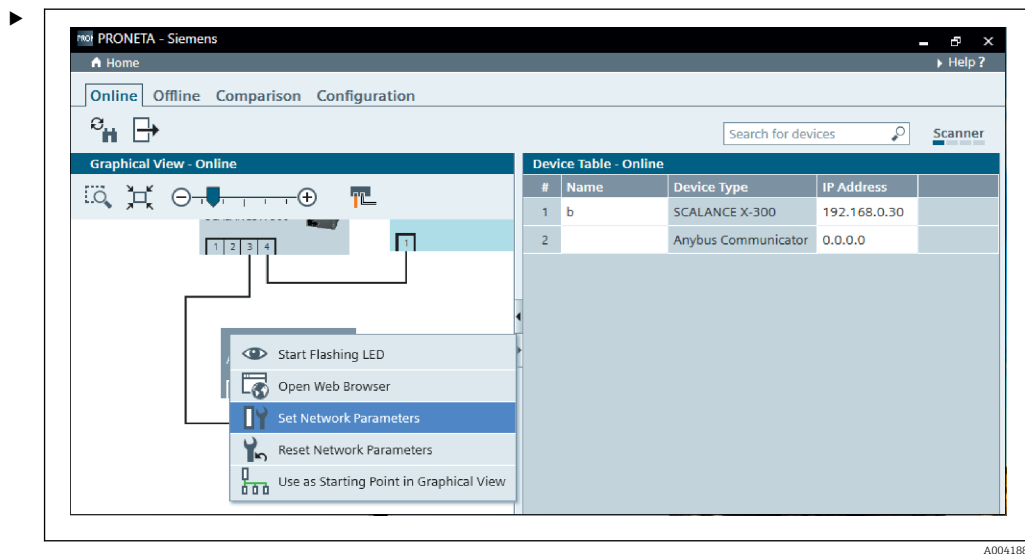 PRONETA - Siemens
Home
Help ?
Online Offline Comparison Configuration
Search for devices
Scanner
Graphical View - Online
Device Table - Online
# Name Device Type IP Address
1 b SCALANCE X-300 192.168.0.30
2 Anybus Communicator 0.0.0.0
1 2 3 4
1
Start Flashing LED
Open Web Browser
Set Network Parameters
Reset Network Parameters
Use as Starting Point in Graphical View